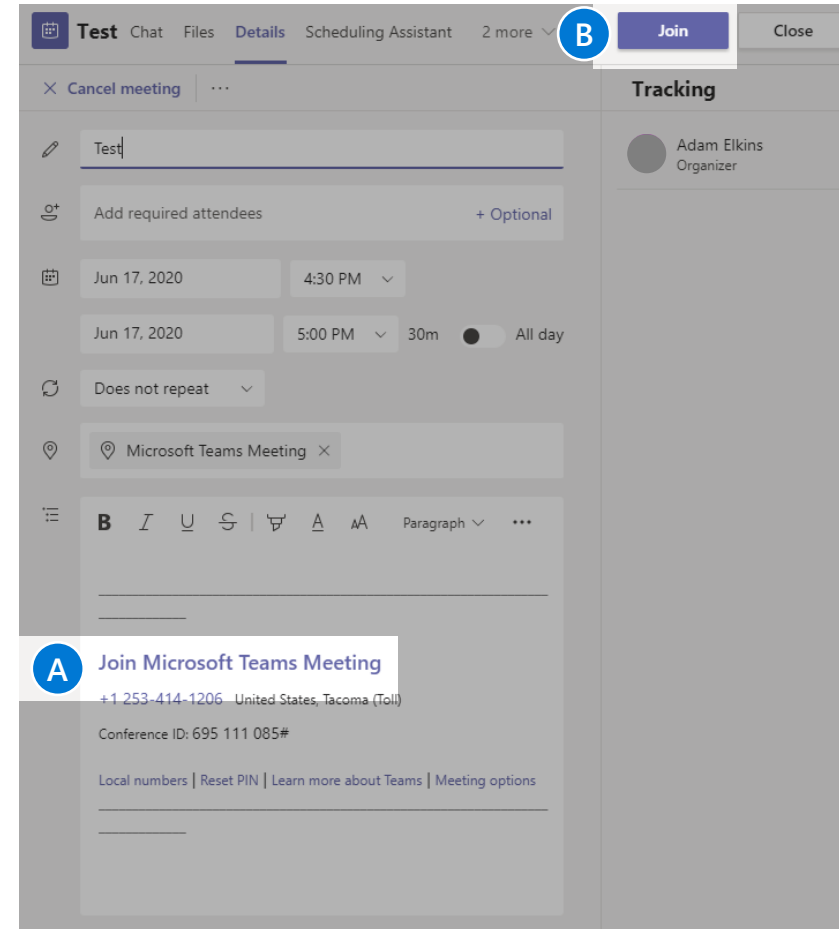 Test Chat Files Details Scheduling Assistant 2 more B Join Close
Cancel meeting ...
Tracking
Test
Adam Elkins
Organizer
Add required attendees + Optional
Jun 17, 2020 4:30 PM
Jun 17, 2020 5:00 PM 30m All day
Does not repeat
Microsoft Teams Meeting
B I U S A AA Paragraph ...
A Join Microsoft Teams Meeting
+1 253-414-1206 United States, Tacoma (Toll)
Conference ID: 695 111 085#
Local numbers | Reset PIN | Learn more about Teams | Meeting options